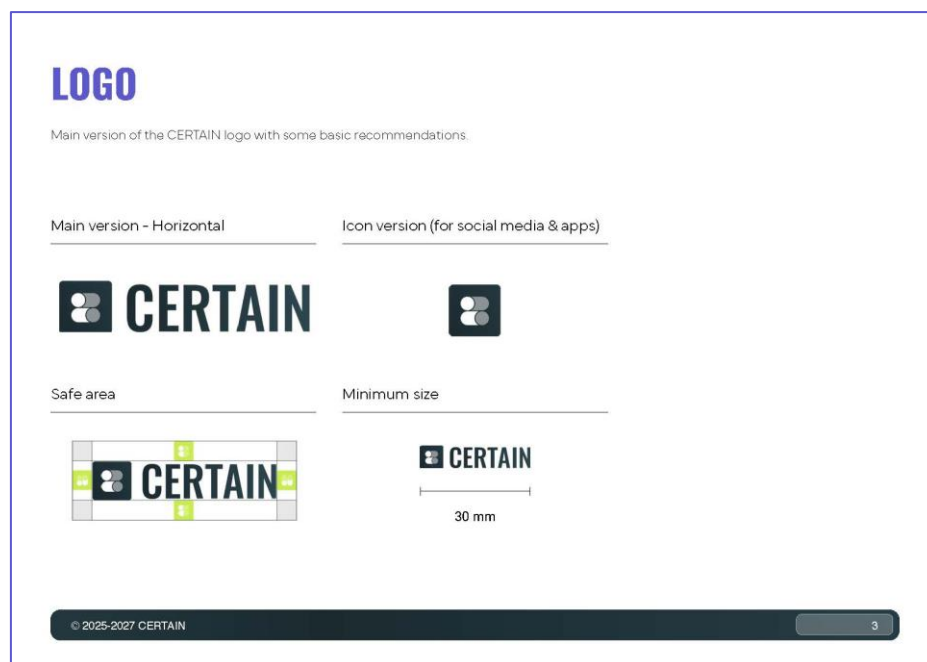 LOGO
Main version of the CERTAIN logo with some basic recommendations.
Main version - Horizontal
Icon version (for social media & apps)
CERTAIN
Safe area
Minimum size
CERTAIN
CERTAIN
30 mm
© 2025-2027 CERTAIN
3